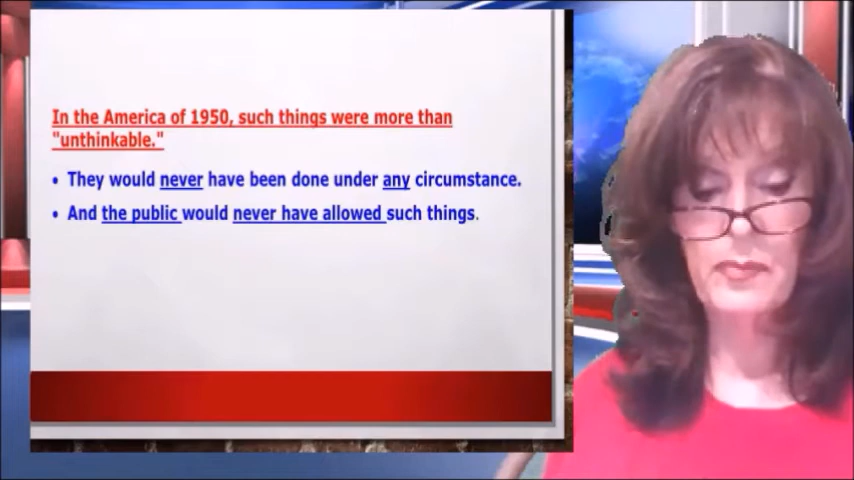 In the America of 1950, such things were more than
"unthinkable."
• They would never have been done under any circumstance.
• And the public would never have allowed such things.